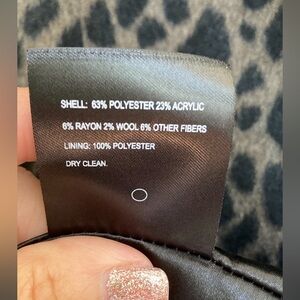 SHELL: 63% POLYESTER 23% ACRYLIC
6% RAYON 2% WOOL 6% OTHER FIBERS
LINING: 100% POLYESTER
DRY CLEAN.